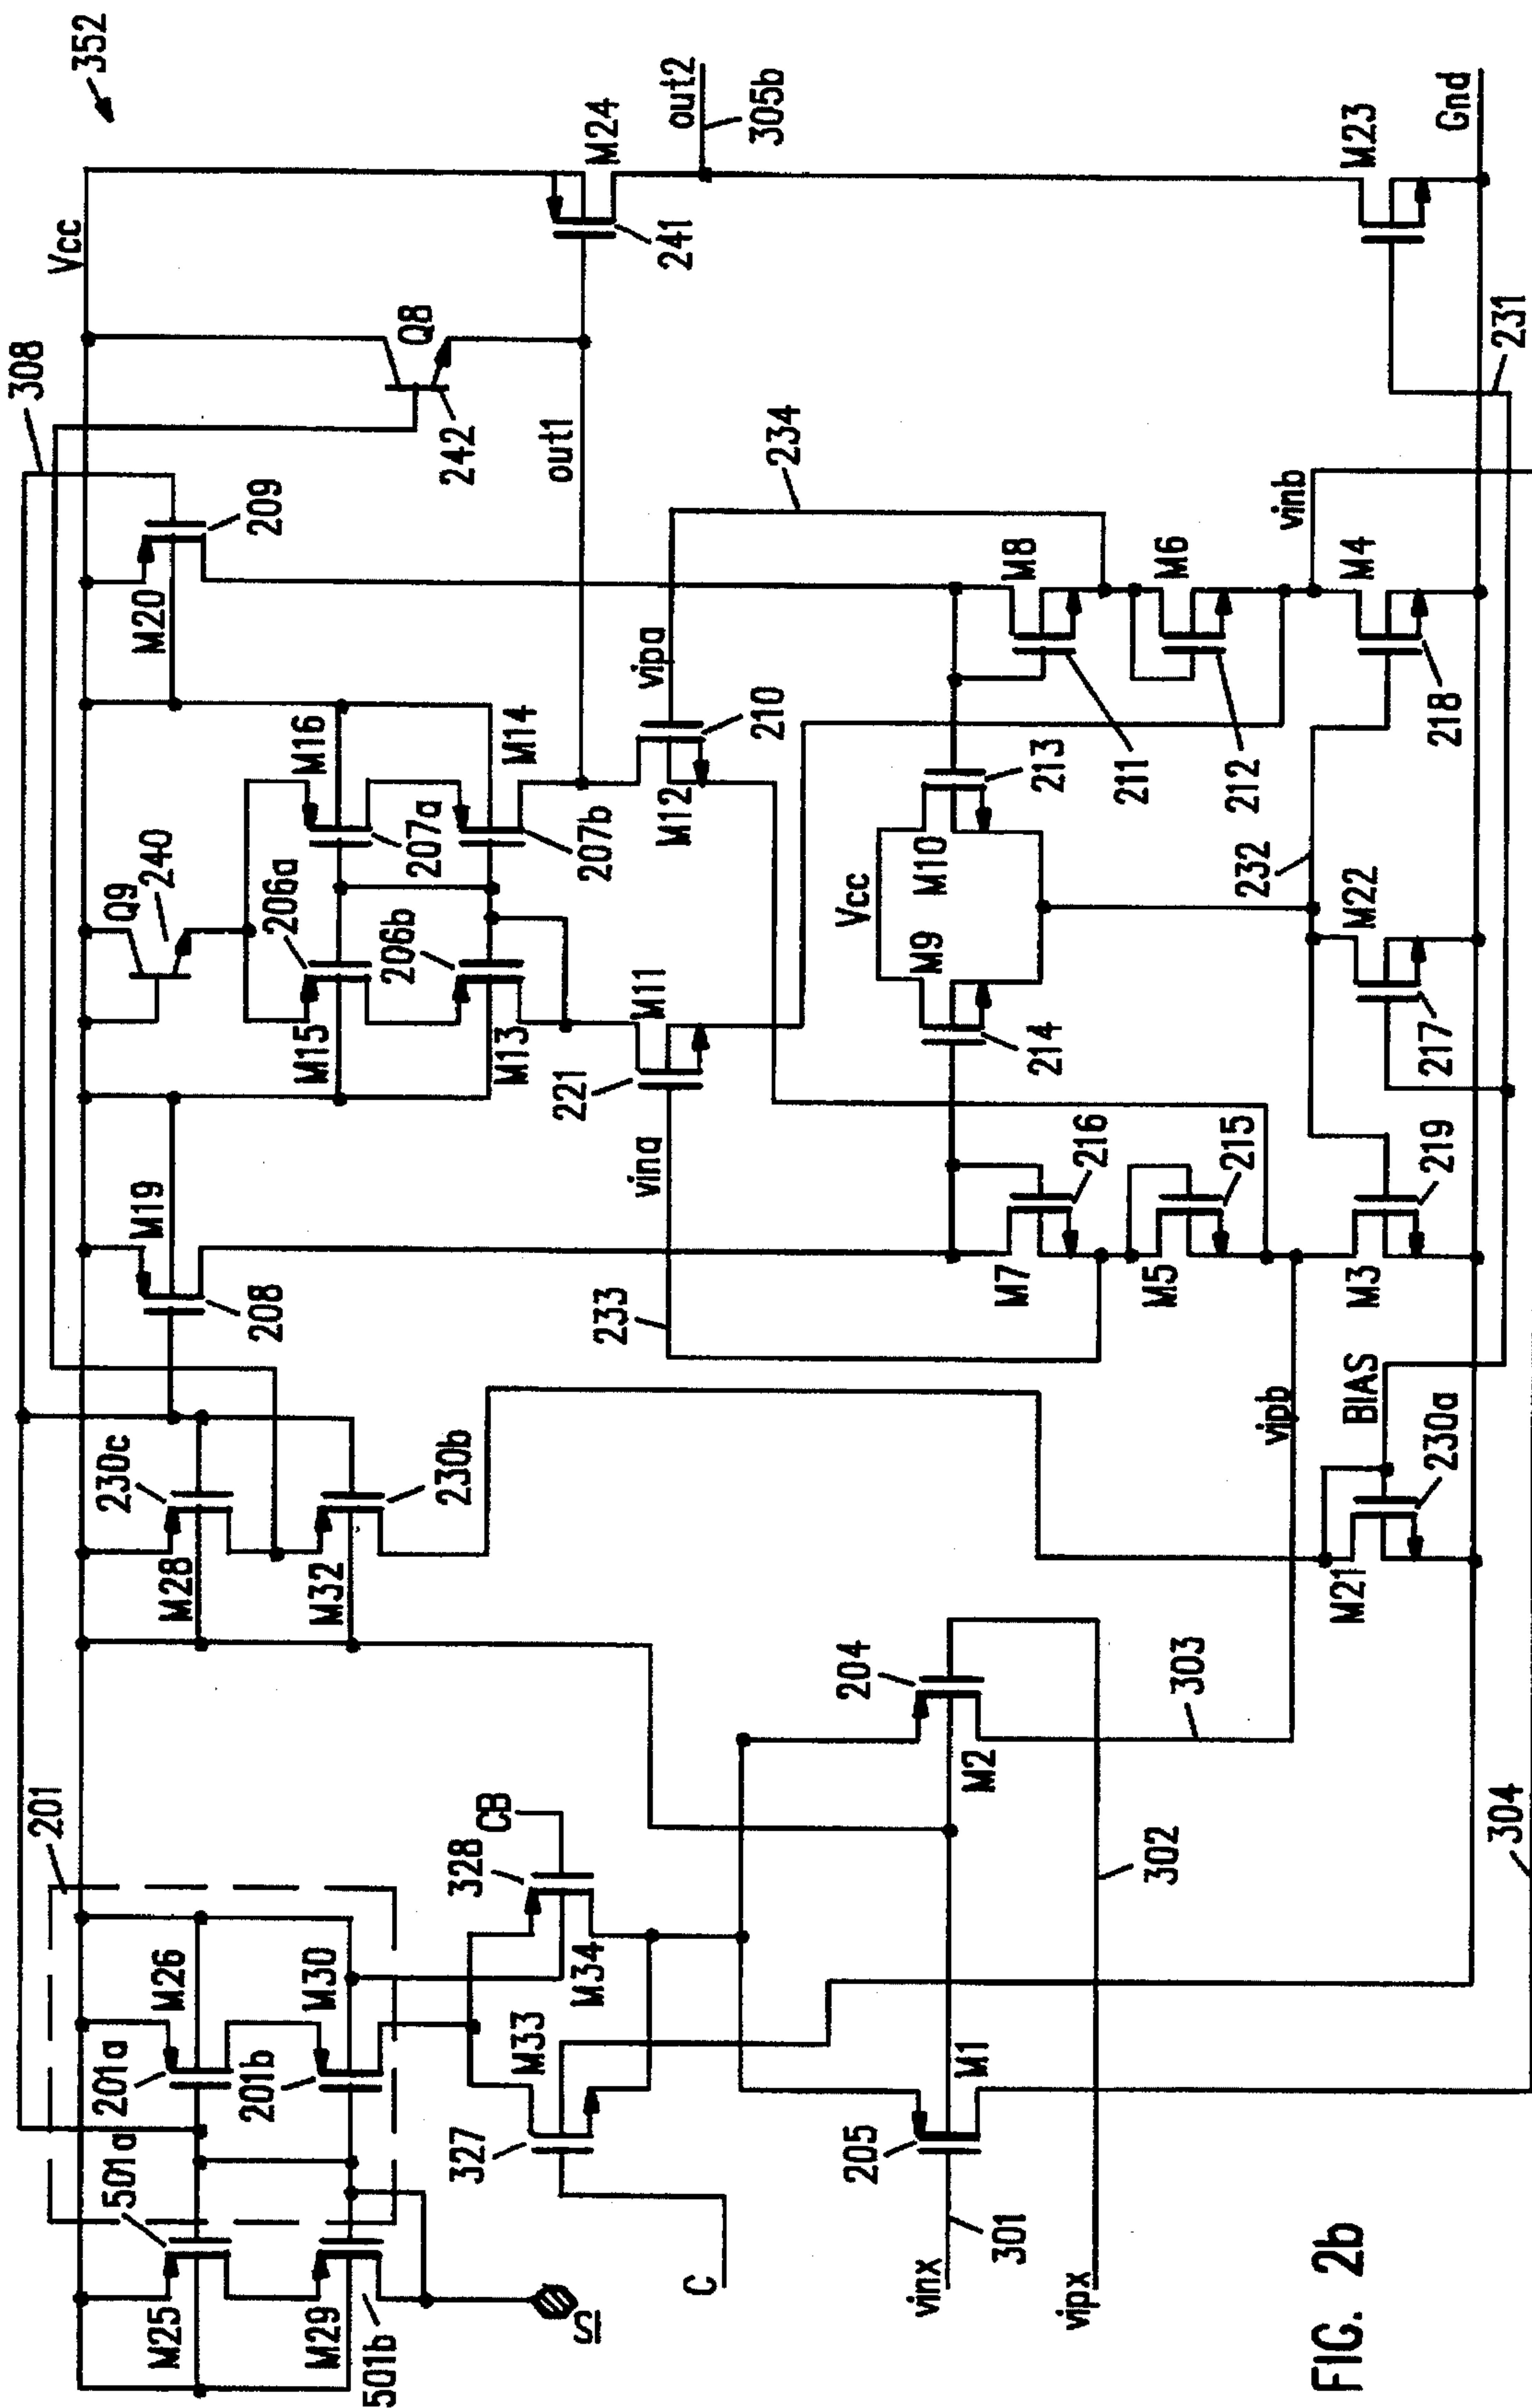 352
Vcc
308
out2
305b
M24
241
Q8
242
out1
234
209
M20
vipa
Q9
240
M16
206a
207a
M14
207b
210
M12
206b
M15
M13
M11
221
vina
M19
208
233
230c
M28
230b
M32
201
M26
201a
M30
201b
501a
M25
M29
501b
S
CB
328
M34
M33
327
C
204
M2
303
302
M1
205
301
vinx
vipx
304
M8
M6
vinb
M4
211
212
213
M10
Vcc
M9
214
232
M22
217
218
216
M7
215
M5
M3
219
vipb
BIAS
230a
M21
M23
231
Gnd
FIG. 2b